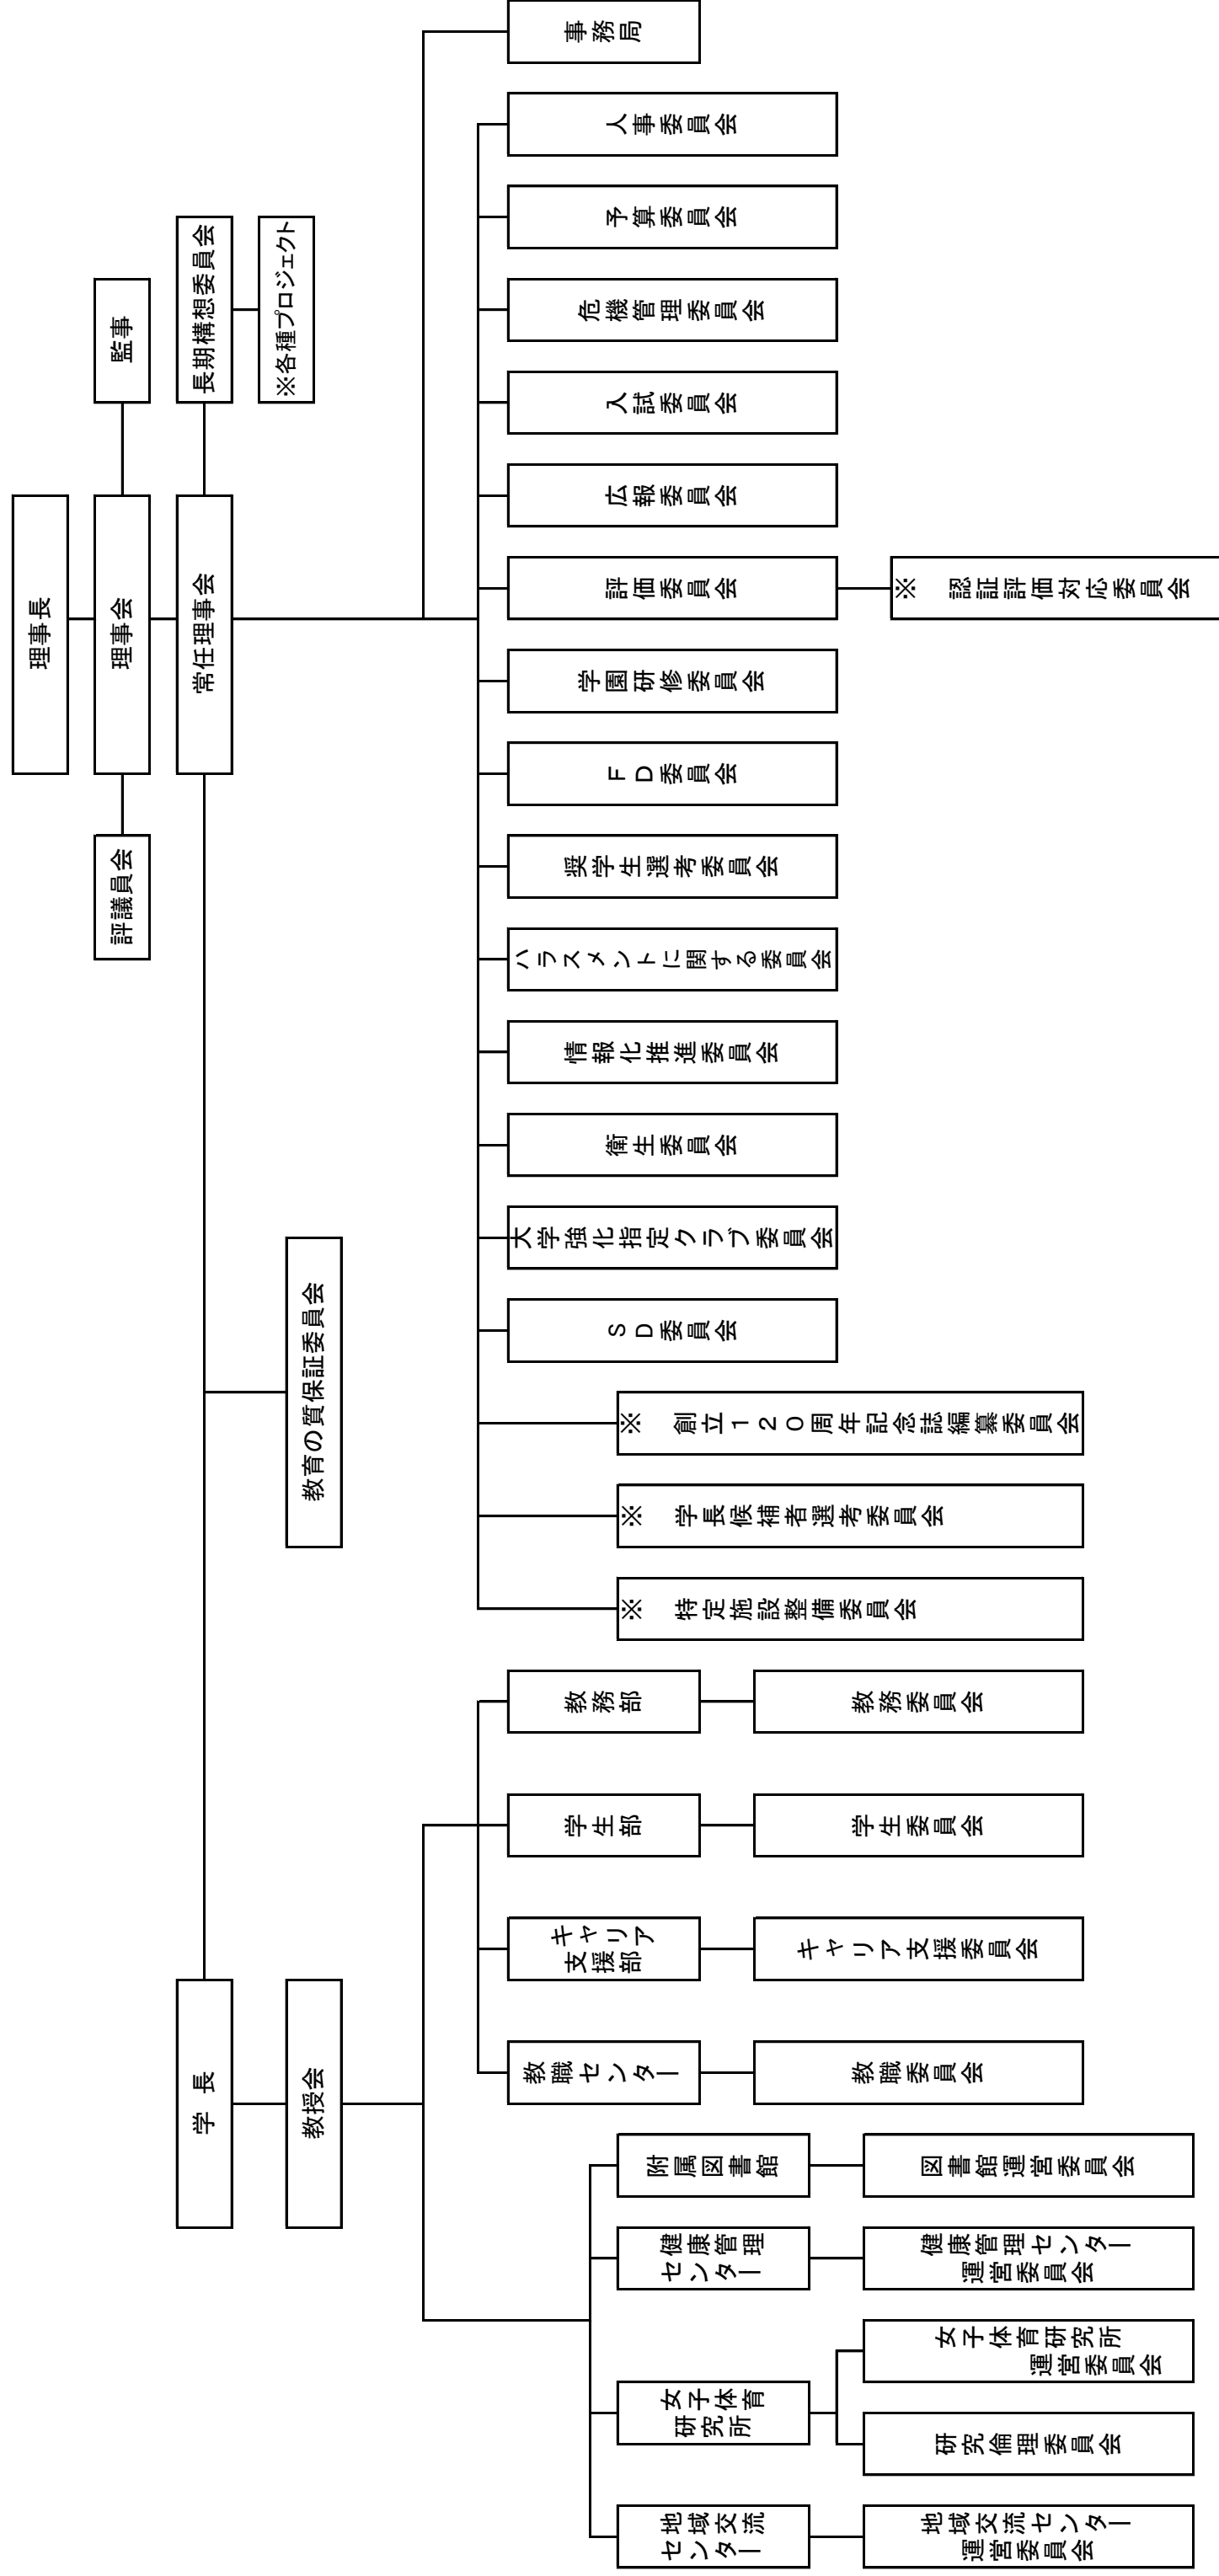 理事長
評議員会
理事会
監事
学長
常任理事会
長期構想委員会
※各種プロジェクト
教授会
教育の質保証委員会
地域交流
センター
地域交流センター
運営委員会
女子体育
研究所
研究倫理委員会
女子体育研究所
運営委員会
健康管理
センター
健康管理センター
運営委員会
附属図書館
図書館運営委員会
教職センター
教職委員会
キャリア
支援部
キャリア支援委員会
学生部
学生委員会
教務部
教務委員会
※　特定施設整備委員会
※　学長候補者選考委員会
※　創立１２０周年記念誌編纂委員会
ＳＤ委員会
大学強化指定クラブ委員会
衛生委員会
情報化推進委員会
ハラスメントに関する委員会
奨学生選考委員会
ＦＤ委員会
学園研修委員会
評価委員会
※　認証評価対応委員会
広報委員会
入試委員会
危機管理委員会
予算委員会
人事委員会
事務局